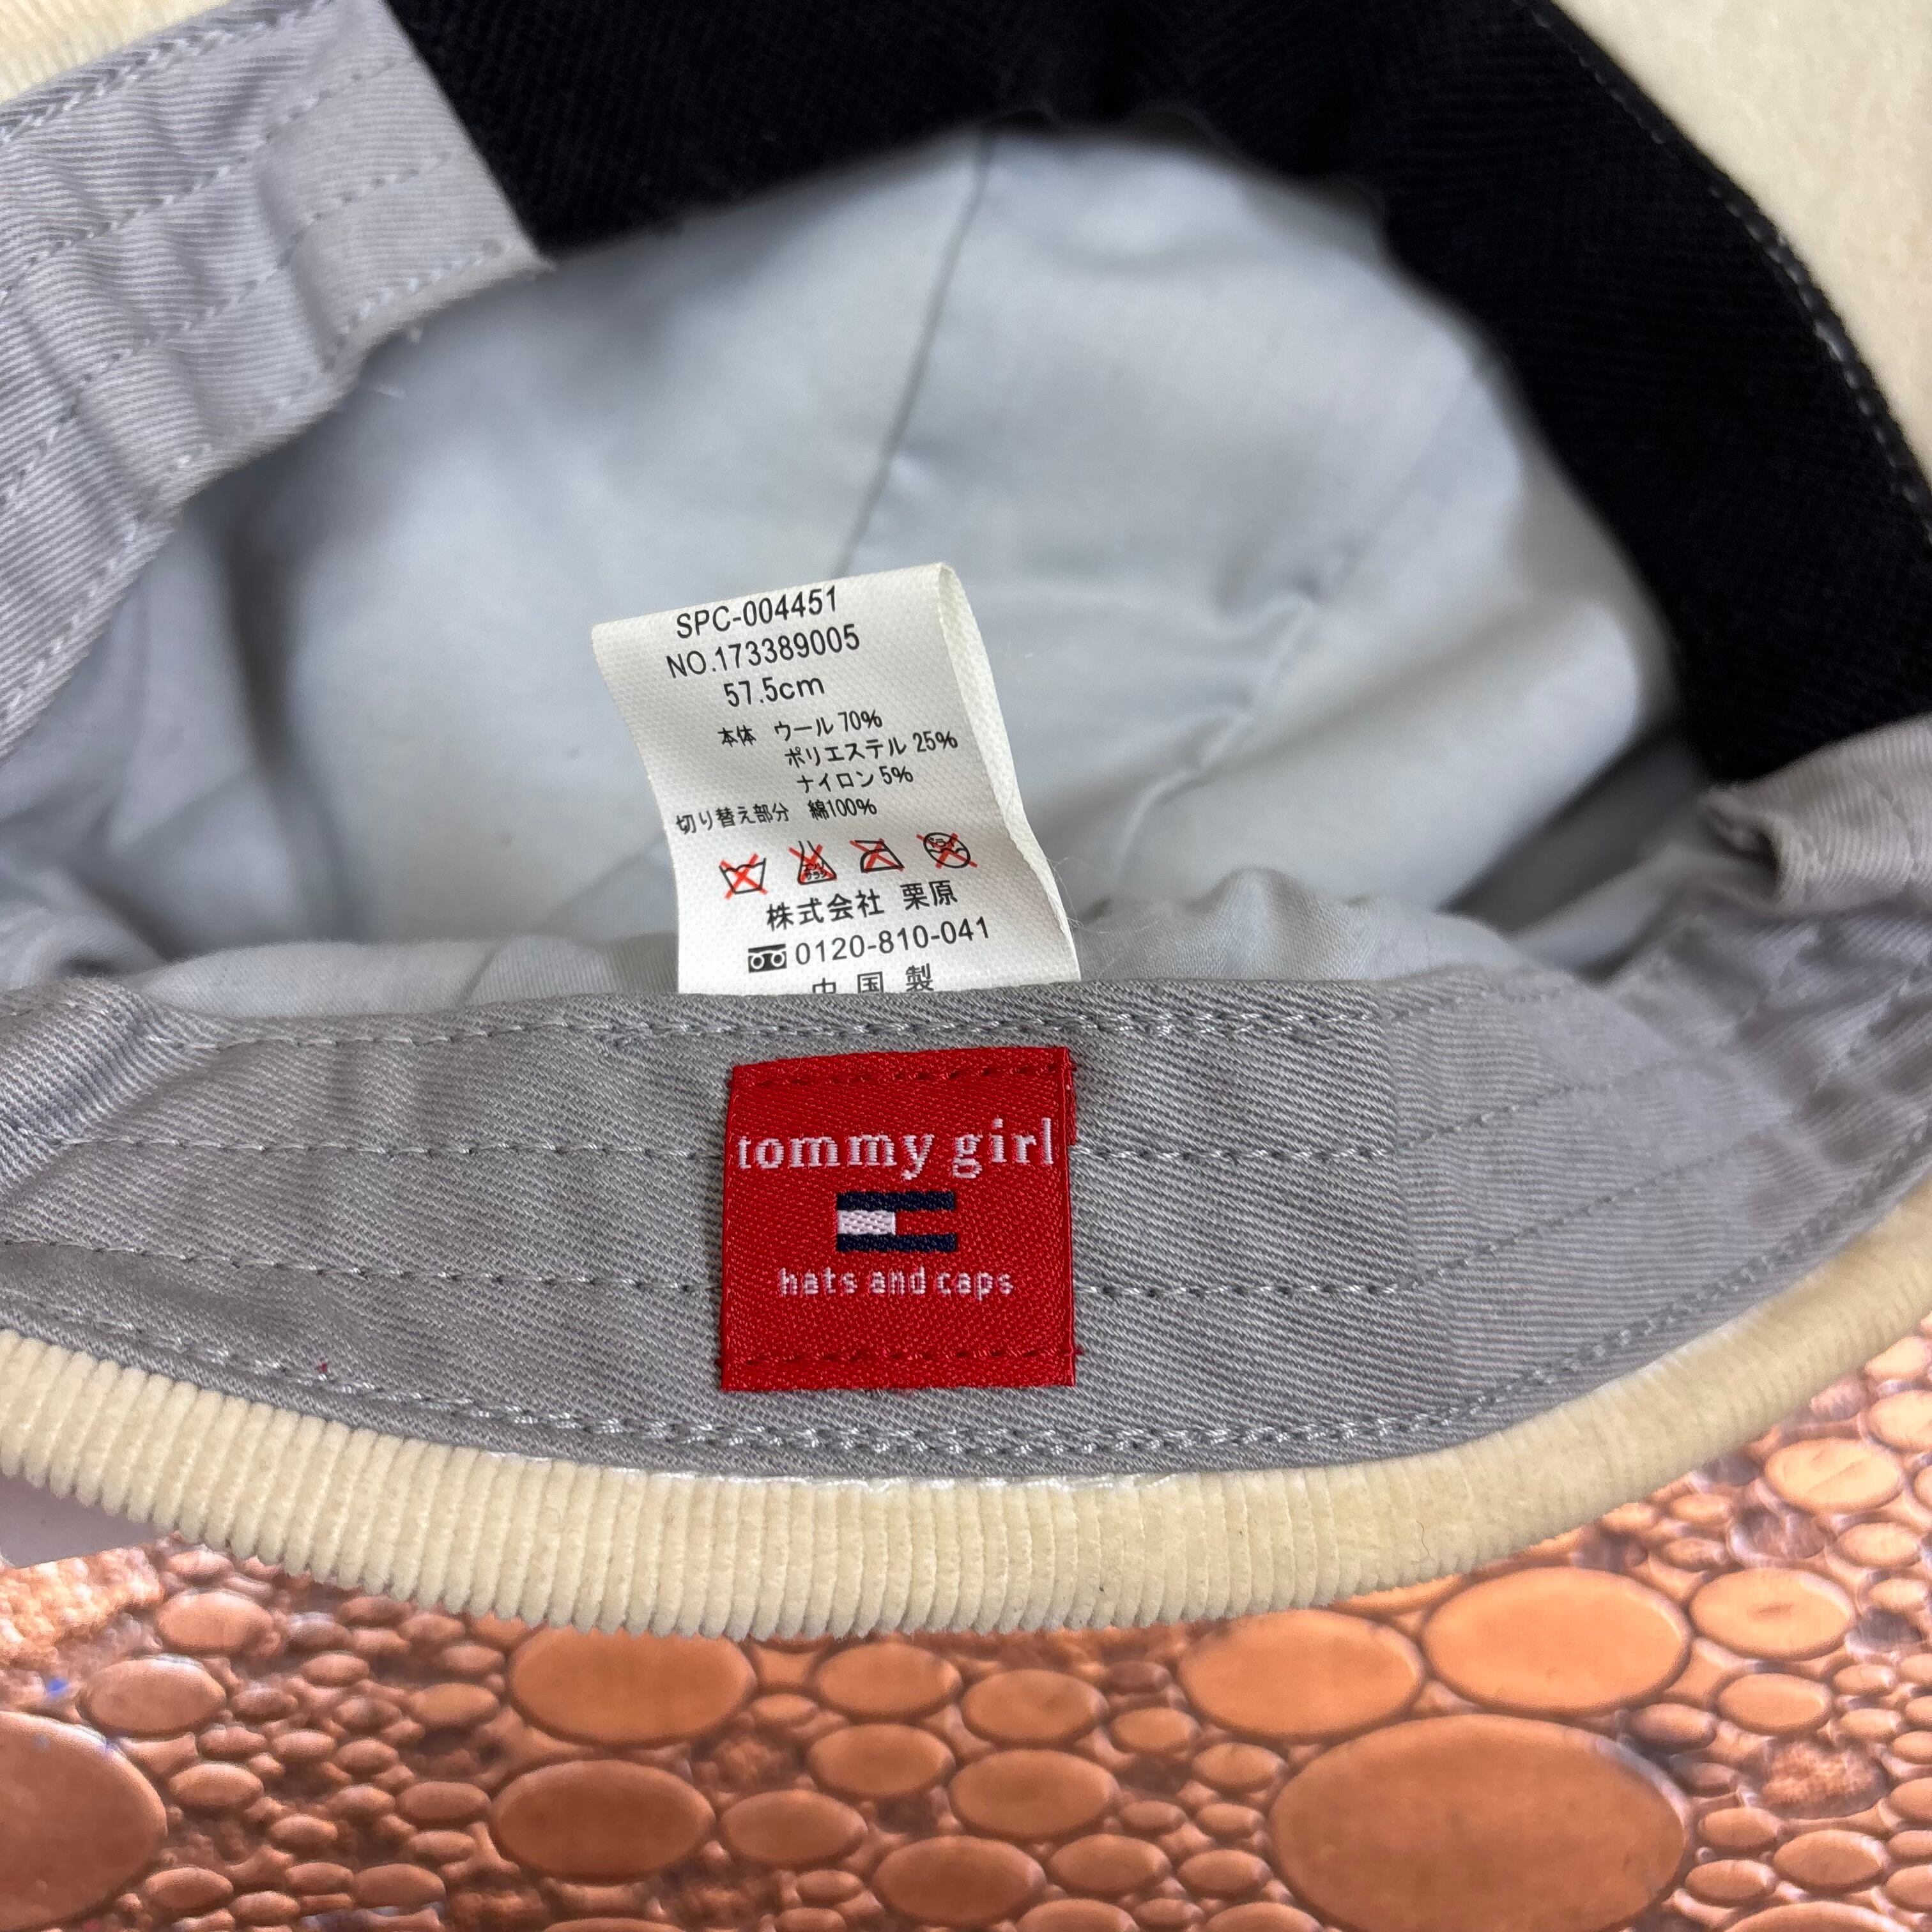 SPC-004451
NO.173389005
57.5cm
本体 ウール 70%
ポリエステル 25%
ナイロン 5%
切り替え部分 綿100%
株式会社 栗原
0120-810-041
中国製
tommy girl
hats and caps